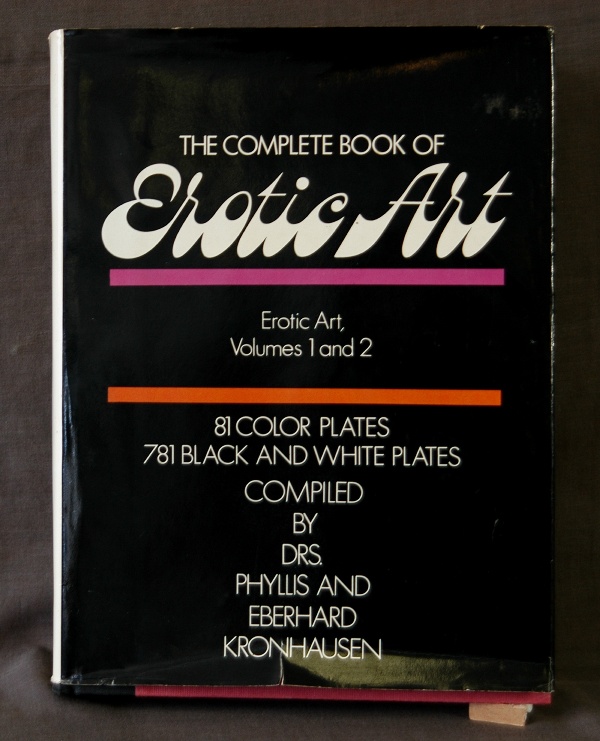 THE COMPLETE BOOK OF
Erotic Art
Erotic Art,
Volumes 1 and 2
81 COLOR PLATES
781 BLACK AND WHITE PLATES
COMPILED
BY
DRS.
PHYLLIS AND
EBERHARD
KRONHAUSEN